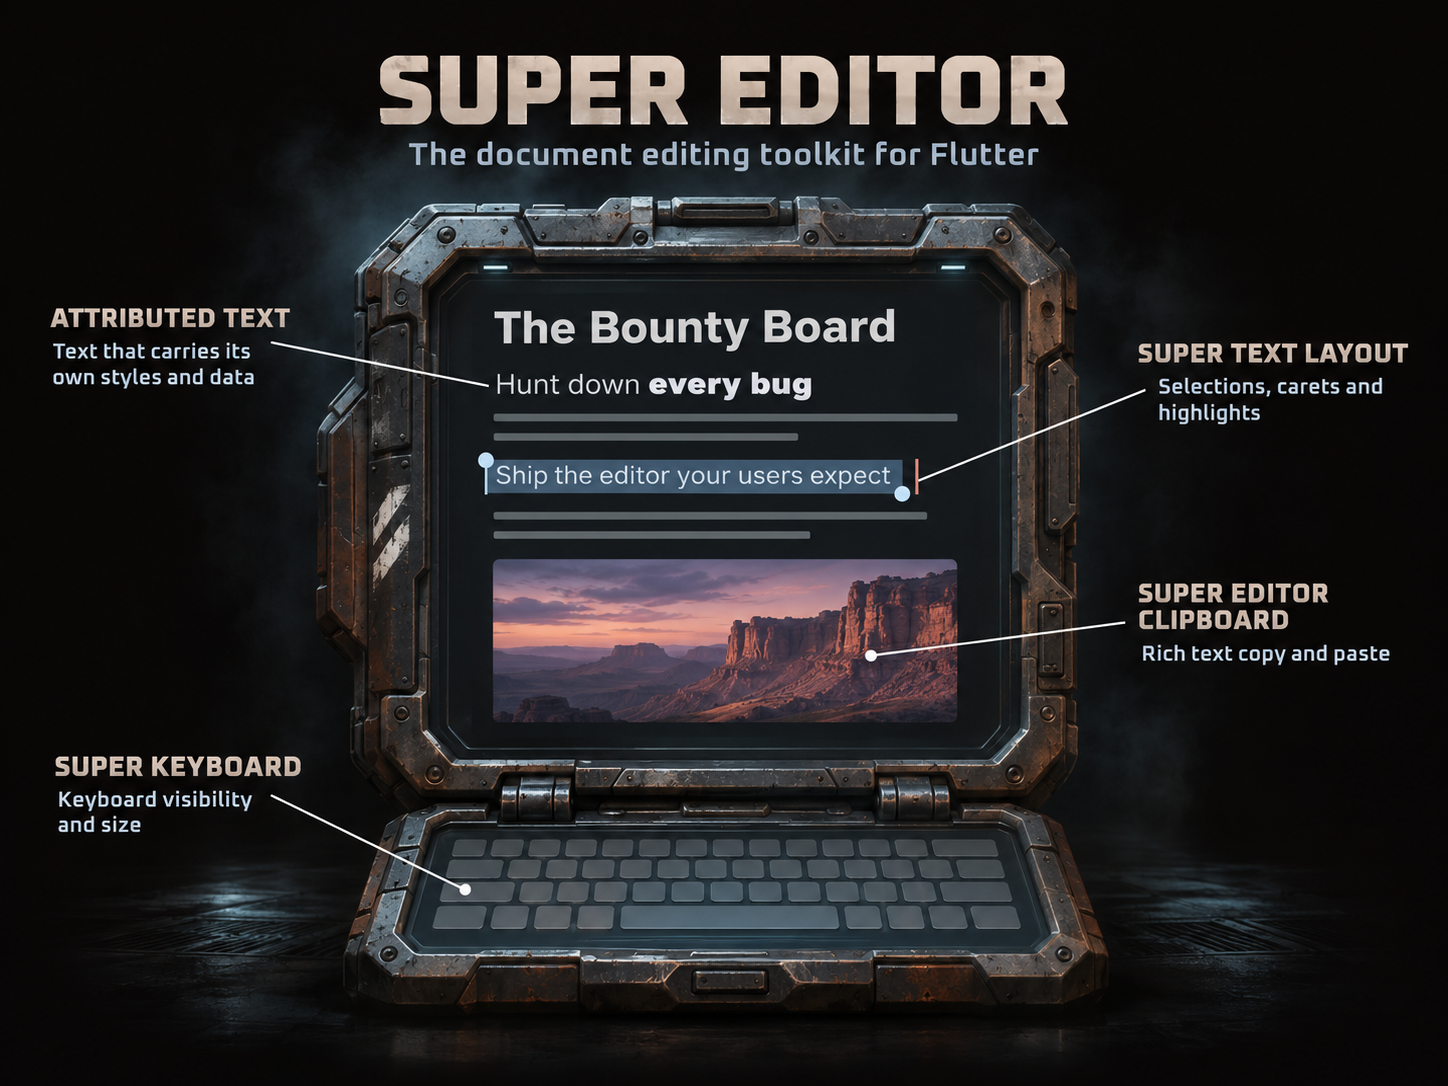 SUPER EDITOR
The document editing toolkit for Flutter
ATTRIBUTED TEXT
Text that carries its
own styles and data
The Bounty Board
Hunt down every bug
Ship the editor your users expect
SUPER TEXT LAYOUT
Selections, carets and
highlights
SUPER EDITOR
CLIPBOARD
Rich text copy and paste
SUPER KEYBOARD
Keyboard visibility
and size